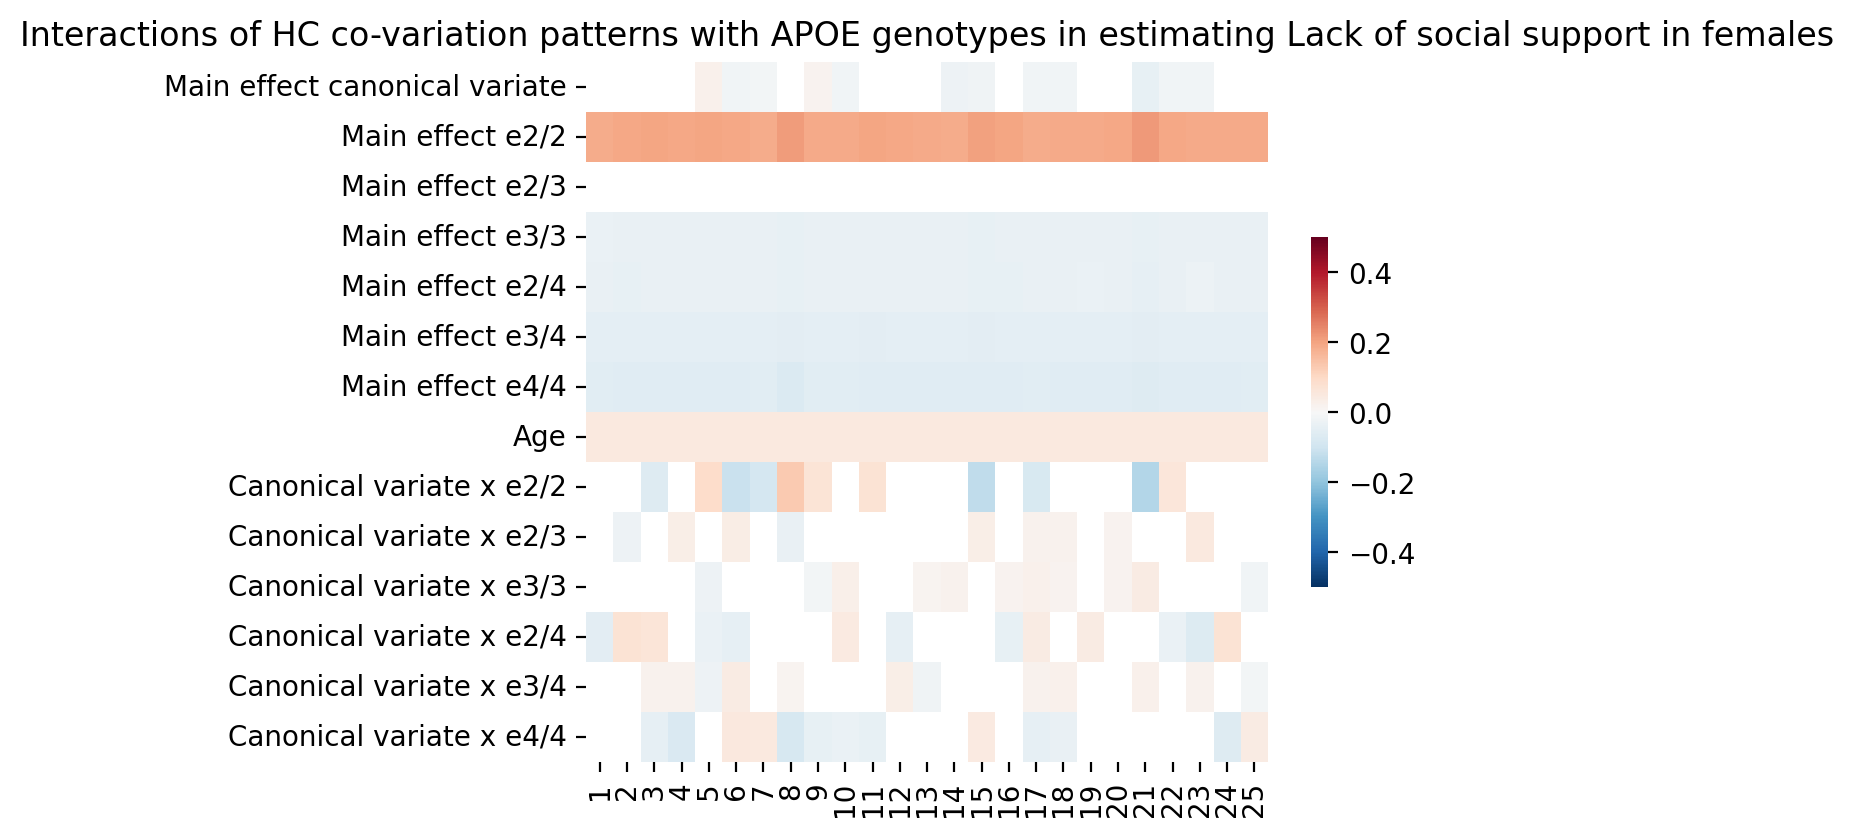 Interactions of HC co-variation patterns with APOE genotypes in estimating Lack of social support in females
Main effect canonical variate
Main effect e2/2
Main effect e2/3
Main effect e3/3
Main effect e2/4
Main effect e3/4
Main effect e4/4
Age
Canonical variate x e2/2
Canonical variate x e2/3
Canonical variate x e3/3
Canonical variate x e2/4
Canonical variate x e3/4
Canonical variate x e4/4
1 2 3 4 5 6 7 8 9 10 11 12 13 14 15 16 17 18 19 20 21 22 23 24 25
0.4
0.2
0.0
−0.2
−0.4